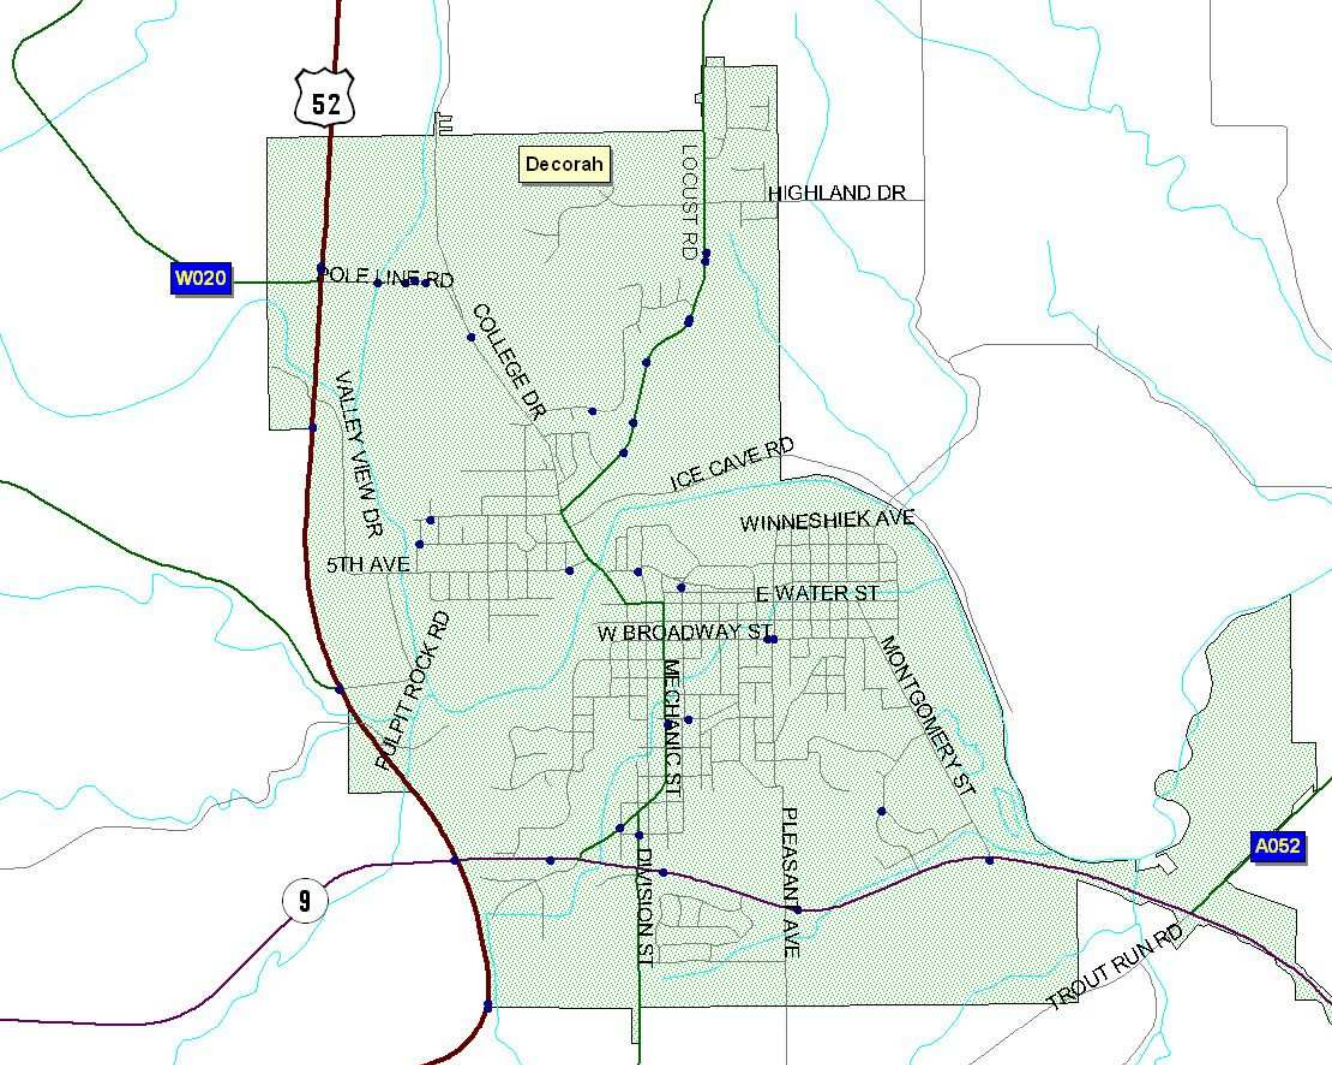 52
Decorah
LOCUST RD
HIGHLAND DR
W020
POLE LINE RD
COLLEGE DR
VALLEY VIEW DR
ICE CAVE RD
WINNESHIEK AVE
5TH AVE
E WATER ST
W BROADWAY ST
PULPIT ROCK RD
MECHANIC ST
MONTGOMERY ST
PLEASANT AVE
A052
DIVISION ST
9
TROUT RUN RD